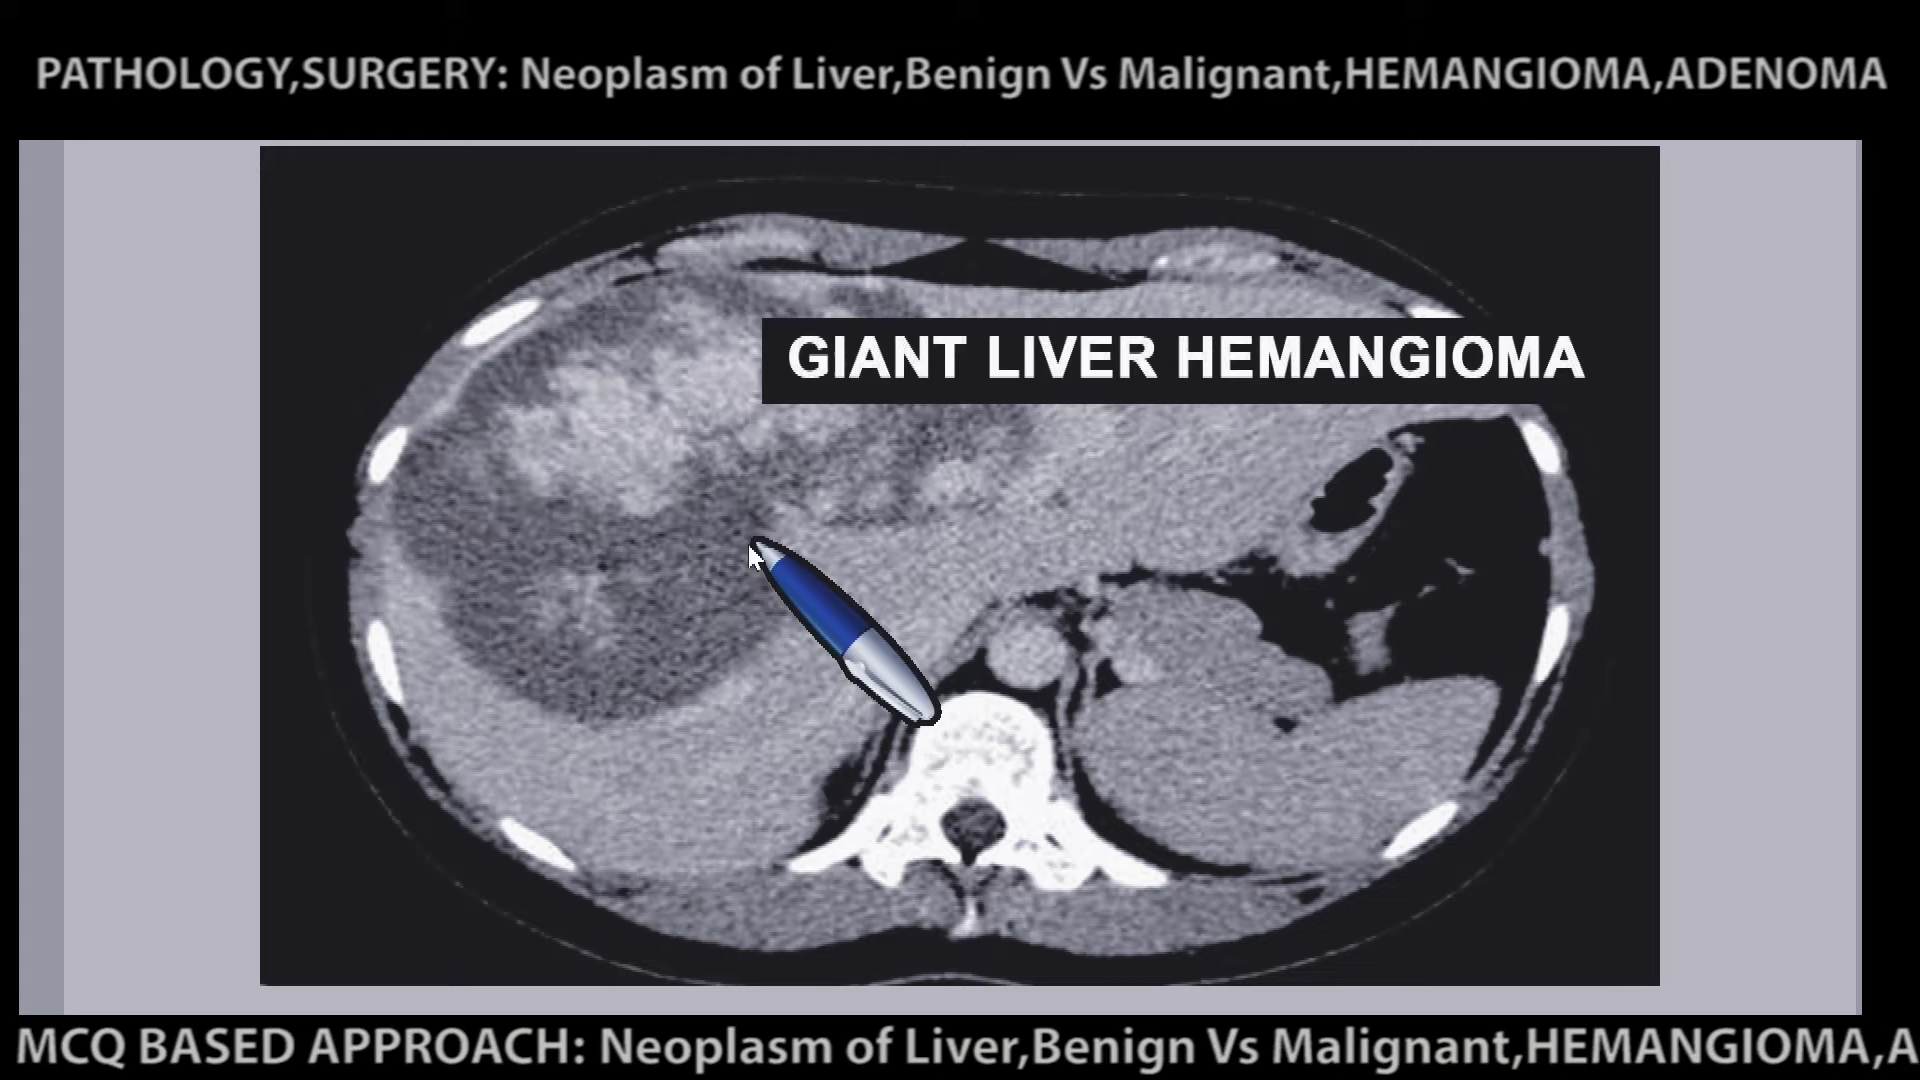 PATHOLOGY,SURGERY: Neoplasm of Liver,Benign Vs Malignant,HEMANGIOMA,ADENOMA
GIANT LIVER HEMANGIOMA
MCQ BASED APPROACH: Neoplasm of Liver,Benign Vs Malignant,HEMANGIOMA,A